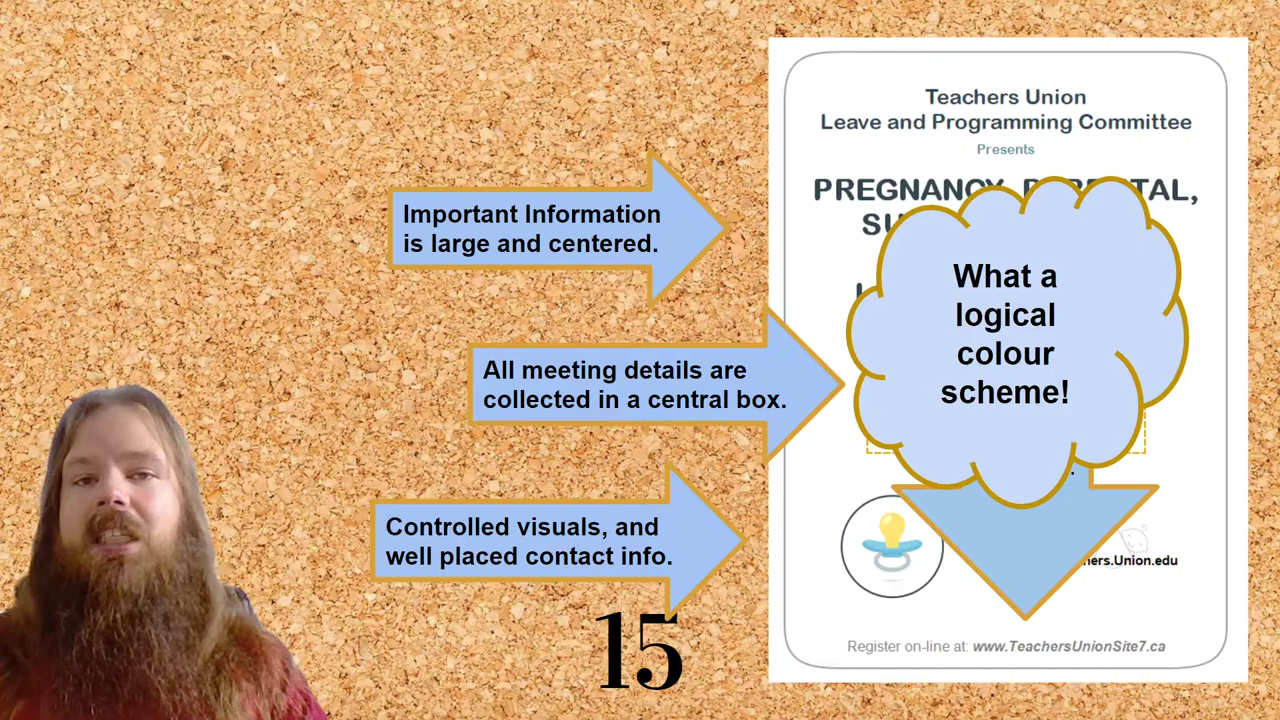 Teachers Union
Leave and Programming Committee
Presents
PREGNANCY,
Important Information
is large and centered.
What a
logical
colour
scheme!
All meeting details are
collected in a central box.
Controlled visuals, and
well placed contact info.
15
Register on-line at: www.TeachersUnionSite7.ca